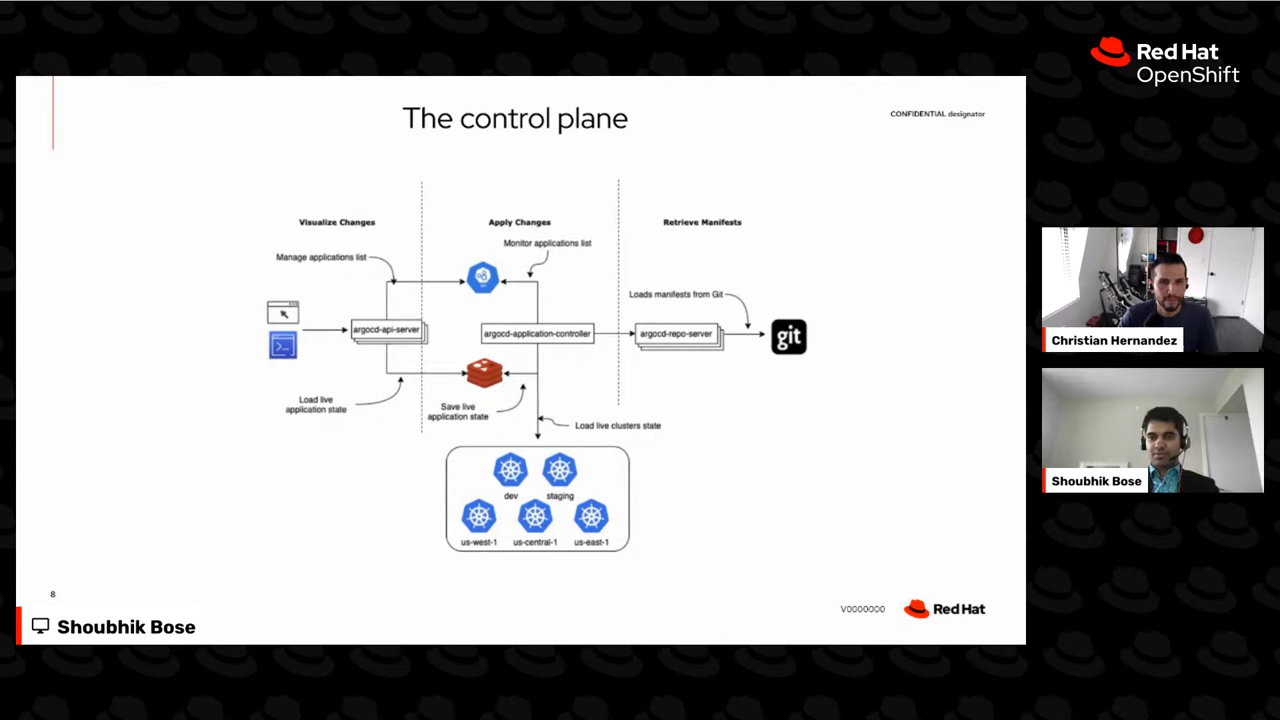 Red Hat
OpenShift
The control plane
CONFIDENTIAL designator
Visualize Changes
Apply Changes
Retrieve Manifests
Manage applications list
Monitor applications list
Loads manifests from Git
argocd-api-server
argocd-application-controller
argocd-repo-server
git
Load live
application state
Save live
application state
Load live clusters state
dev
staging
us-west-1
us-central-1
us-east-1
8
V0000000
Red Hat
Shoubhik Bose
Christian Hernandez
Shoubhik Bose